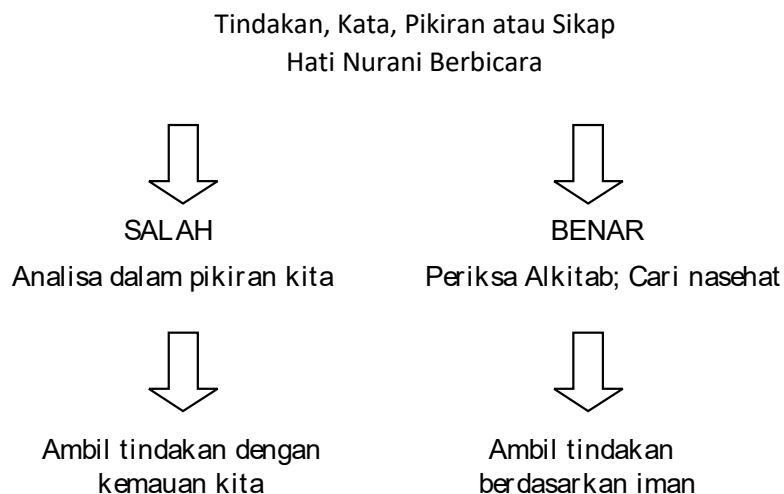 Tindakan, Kata, Pikiran atau Sikap
Hati Nurani Berbicara
SALAH
Analisa dalam pikiran kita
Ambil tindakan dengan
kemauan kita
BENAR
Periksa Alkitab; Cari nasehat
Ambil tindakan
berdasarkan iman